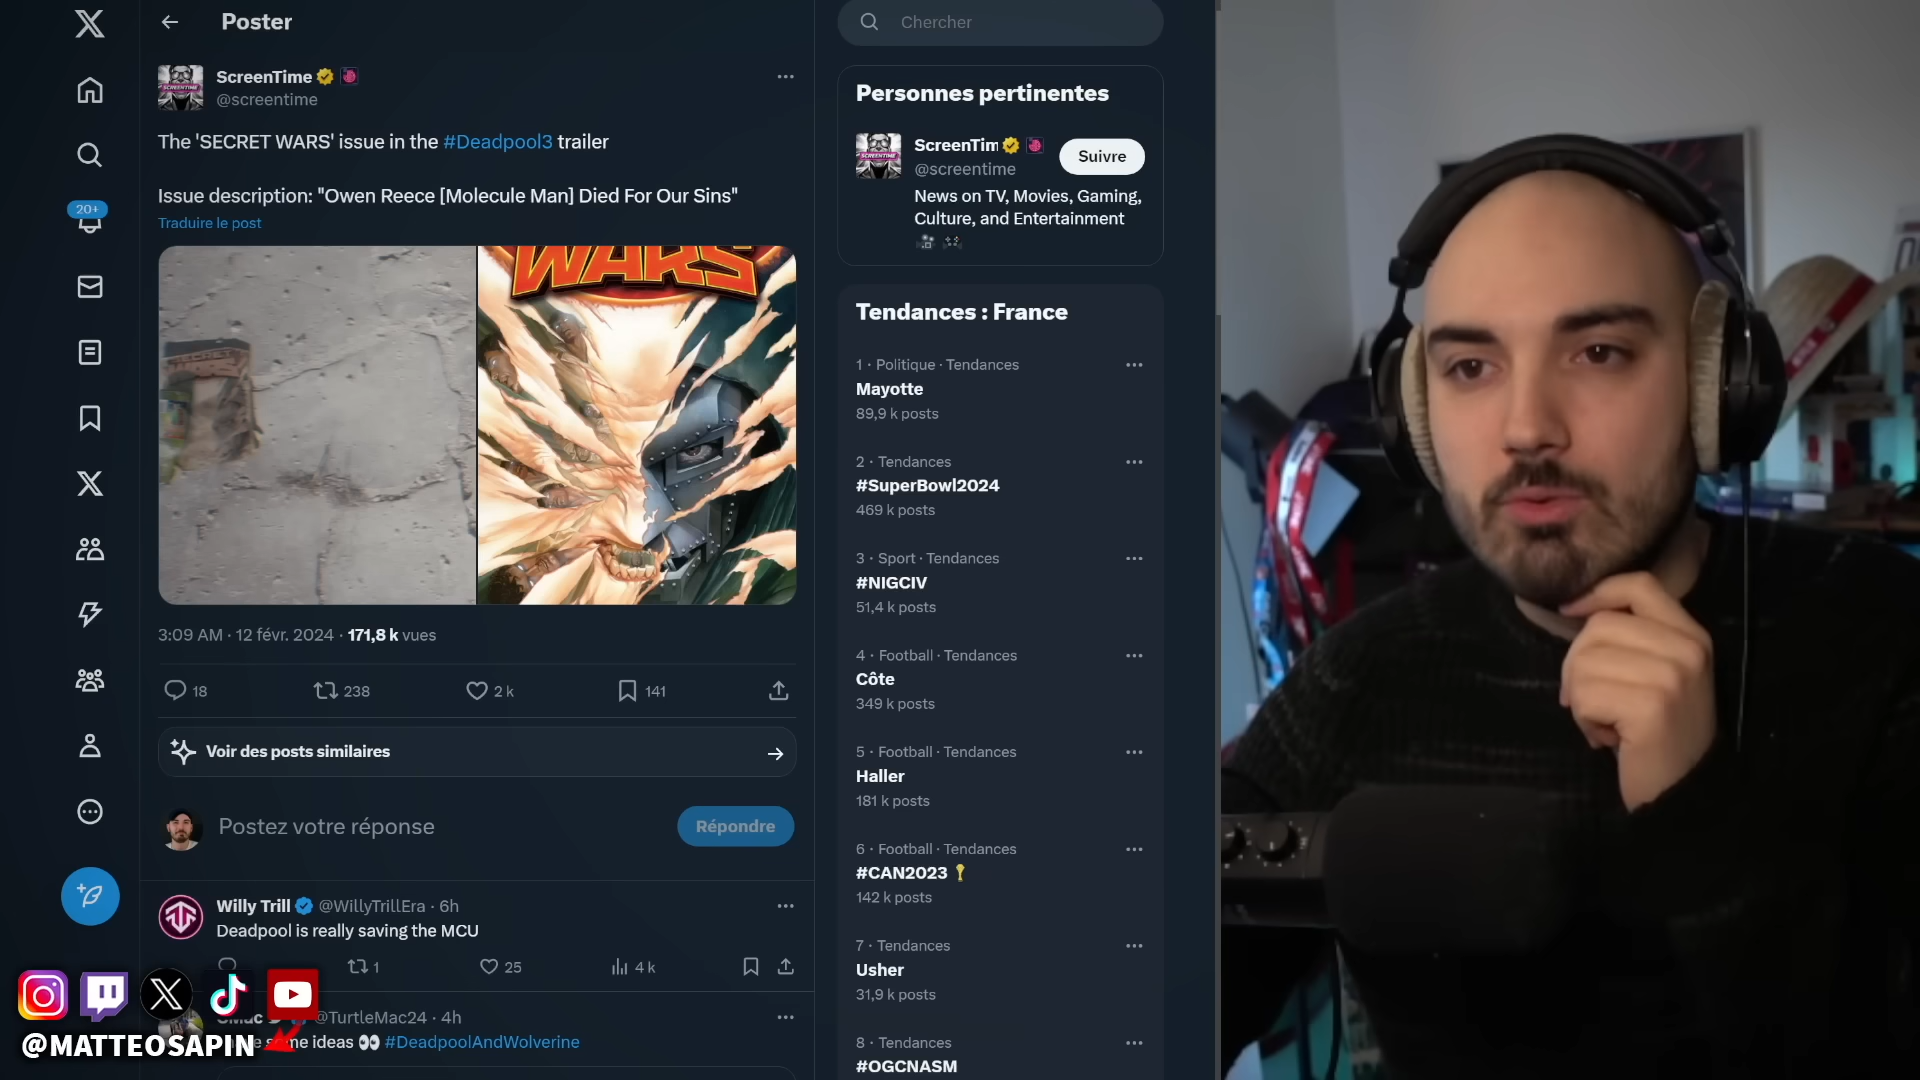 Poster
Chercher
ScreenTime
@screentime
The 'SECRET WARS' issue in the #Deadpool3 trailer
Issue description: "Owen Reece [Molecule Man] Died For Our Sins"
Traduire le post
SCREENTIME
SECRET
WARS
3:09 AM · 12 févr. 2024 · 171,8 k vues
18
238
2 k
141
Voir des posts similaires
Postez votre réponse
Répondre
Willy Trill @WillyTrillEra · 6h
Deadpool is really saving the MCU
1
25
4 k
@TurtleMac24 · 4h
me ideas 👀 #DeadpoolAndWolverine
@MATTEOSAPIN
20+
Personnes pertinentes
ScreenTim
@screentime
Suivre
News on TV, Movies, Gaming,
Culture, and Entertainment
SCREENTIME
Tendances : France
1 · Politique · Tendances
Mayotte
89,9 k posts
2 · Tendances
#SuperBowl2024
469 k posts
3 · Sport · Tendances
#NIGCIV
51,4 k posts
4 · Football · Tendances
Côte
349 k posts
5 · Football · Tendances
Haller
181 k posts
6 · Football · Tendances
#CAN2023
142 k posts
7 · Tendances
Usher
31,9 k posts
8 · Tendances
#OGCNASM